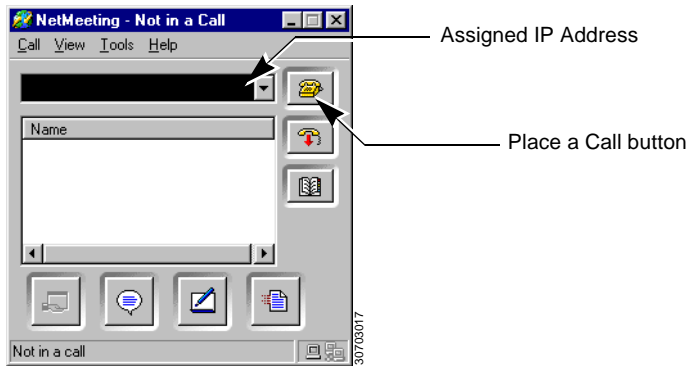 NetMeeting - Not in a Call
Call View Tools Help
Assigned IP Address
Name
Place a Call button
Not in a call
30703017